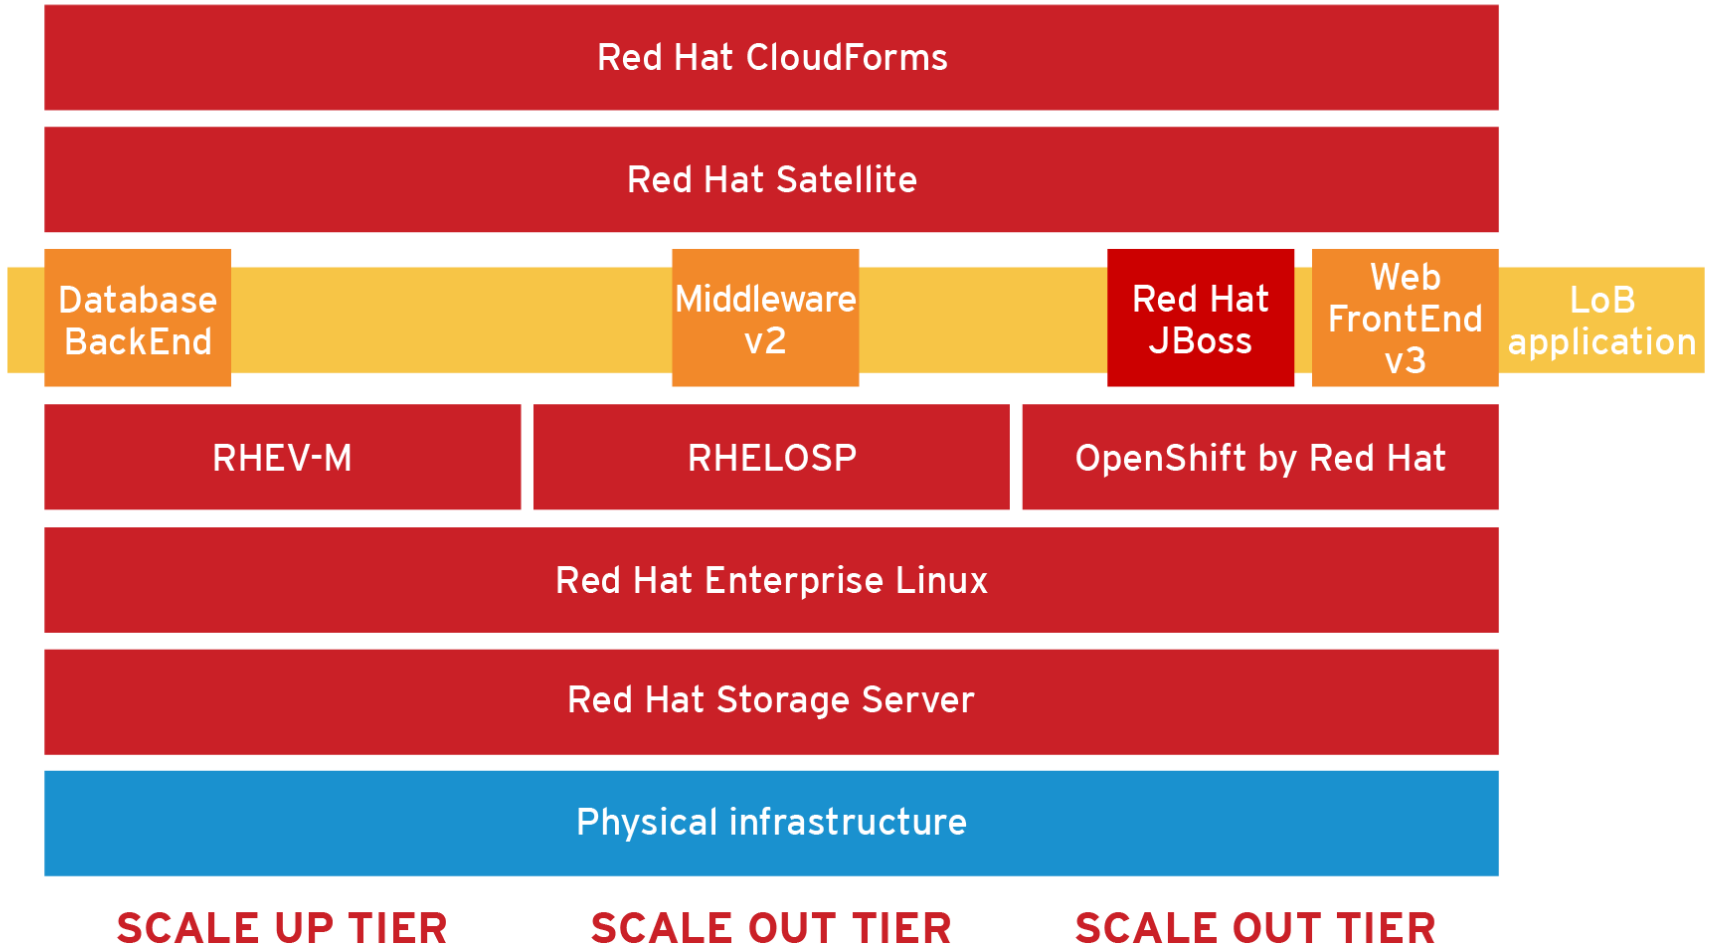 Red Hat CloudForms
Red Hat Satellite
Database
BackEnd
Middleware
v2
Red Hat
JBoss
Web
FrontEnd
v3
LoB
application
RHEV-M
RHELOSP
OpenShift by Red Hat
Red Hat Enterprise Linux
Red Hat Storage Server
Physical infrastructure
SCALE UP TIER
SCALE OUT TIER
SCALE OUT TIER